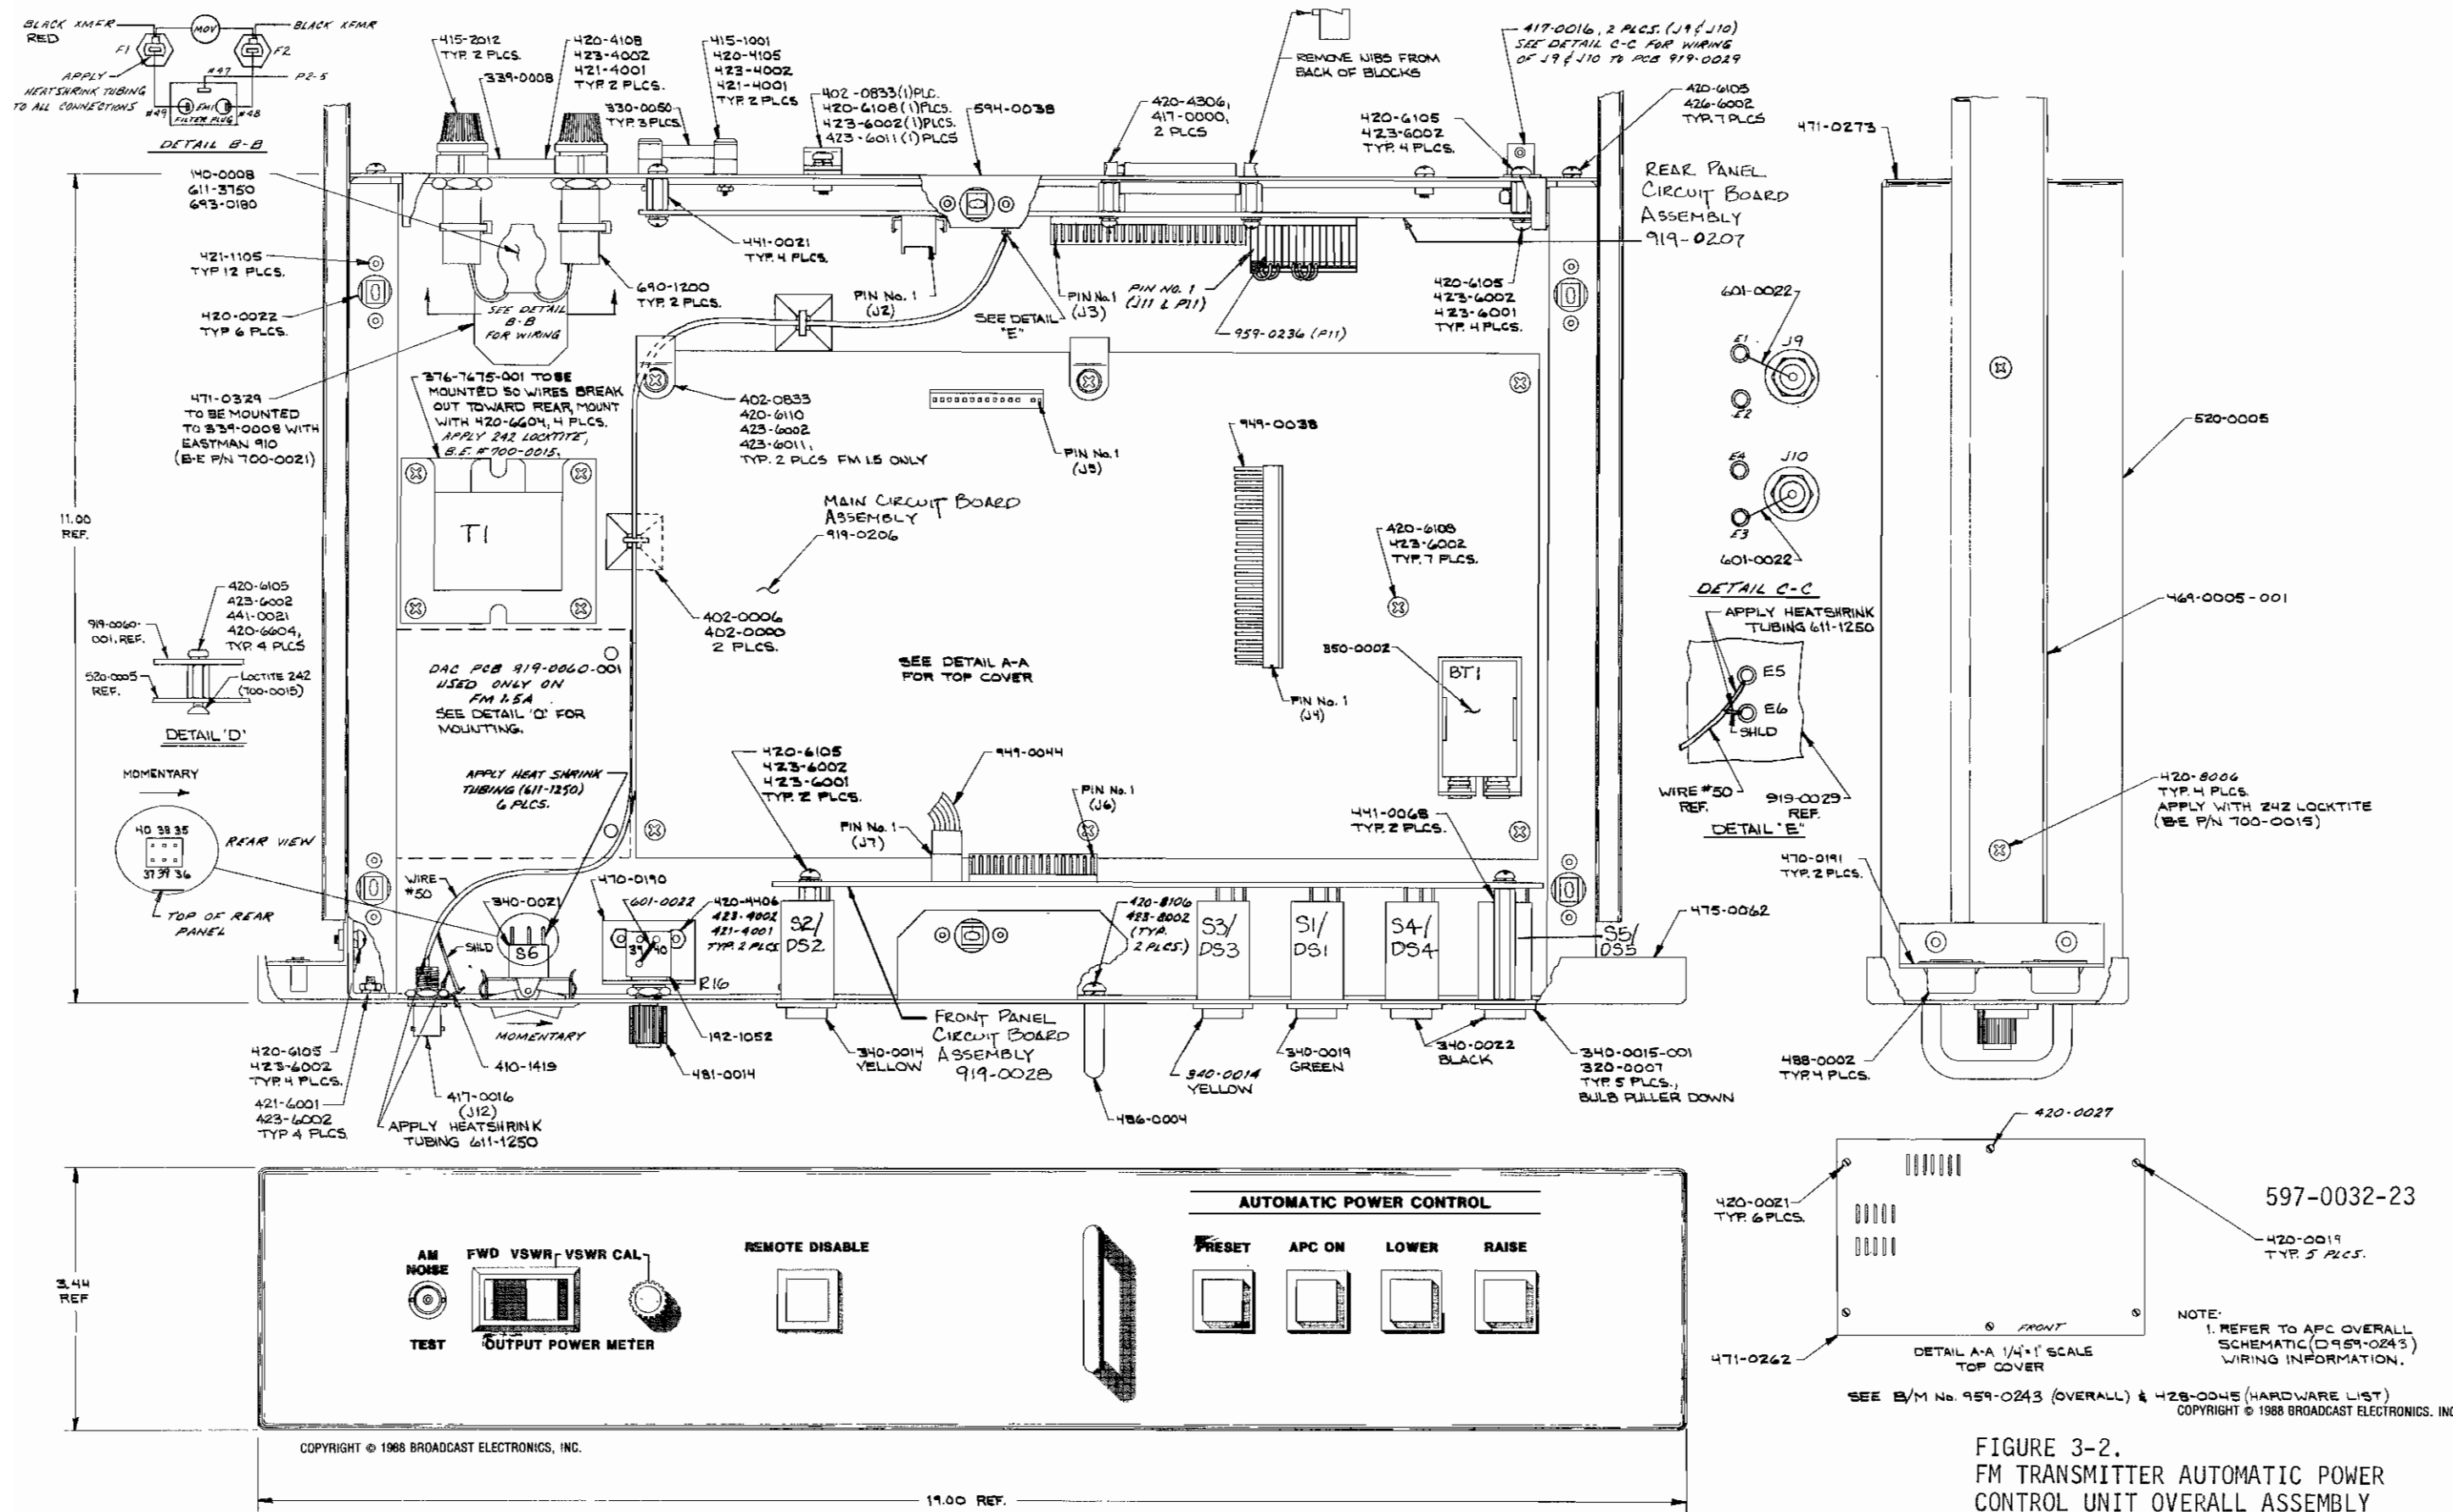 BLACK XMER
RED
MOV
BLACK XFMR
F1
F2
APPLY
HEATSHRINK TUBING
TO ALL CONNECTIONS
#47
P2-5
EMI
FILTER PLUG
#49
#48
DETAIL B-B
415-2012
TYP. 2 PLCS.
339-0008
420-4108
423-4002
421-4001
TYP. 2 PLCS.
330-0050
TYP. 3 PLCS.
415-1001
420-4105
423-4002
421-4001
TYP. 2 PLCS
402-0833(1)PLC.
420-6108(1)PLCS.
423-6002(1)PLCS.
423-6011(1)PLCS
594-0038
REMOVE NIBS FROM
BACK OF BLOCKS
420-4306,
417-0000,
2 PLCS
417-0016, 2 PLCS. (J9 & J10)
SEE DETAIL C-C FOR WIRING
OF J9 & J10 TO PCB 919-0029
420-6105
423-6002
TYP. 4 PLCS.
420-6105
426-6002
TYP. 7 PLCS
471-0273
REAR PANEL
CIRCUIT BOARD
ASSEMBLY
919-0207
140-0008
611-3750
693-0180
421-1105
TYP 12 PLCS.
420-0022
TYP 6 PLCS.
471-0329
TO BE MOUNTED
TO 339-0008 WITH
EASTMAN 910
(B-E P/N 700-0021)
SEE DETAIL
B-B
FOR WIRING
690-1200
TYP. 2 PLCS.
441-0021
TYP. 4 PLCS.
PIN No. 1
(J2)
SEE DETAIL
"E"
PIN No. 1
(J3)
PIN No. 1
(J11 & P11)
959-0236 (P11)
420-6105
423-6002
423-6001
TYP. 4 PLCS.
601-0022
E1
J9
E2
E4
J10
E3
601-0022
DETAIL C-C
376-7675-001 TO BE
MOUNTED SO WIRES BREAK
OUT TOWARD REAR, MOUNT
WITH 420-6604, 4 PLCS.
APPLY 242 LOCKTITE,
B.E. # 700-0015.
T1
402-0833
420-6110
423-6002
423-6011,
TYP. 2 PLCS FM 1.5 ONLY
PIN No. 1
(J5)
949-0038
MAIN CIRCUIT BOARD
ASSEMBLY
919-0206
420-6108
423-6002
TYP. 7 PLCS.
11.00
REF.
420-6105
423-6002
441-0021
420-6604,
TYP. 4 PLCS
919-0060-
001, REF.
520-0005
REF.
LOCTITE 242
(700-0015)
DETAIL 'D'
402-0006
402-0000
2 PLCS.
DAC PCB 919-0060-001
USED ONLY ON
FM 1.5A
SEE DETAIL 'D' FOR
MOUNTING.
SEE DETAIL A-A
FOR TOP COVER
350-0002
BT1
PIN No. 1
(J4)
APPLY HEATSHRINK
TUBING 611-1250
E5
E6
SHLD
WIRE #50
REF.
919-0029
REF.
DETAIL "E"
520-0005
469-0005-001
420-8006
TYP. 4 PLCS.
APPLY WITH 242 LOCKTITE
(B-E P/N 700-0015)
MOMENTARY
40 38 35
37 39 36
REAR VIEW
TOP OF REAR
PANEL
APPLY HEAT SHRINK
TUBING (611-1250)
6 PLCS.
420-6105
423-6002
423-6001
TYP. 2 PLCS.
949-0044
PIN No. 1
(J7)
PIN No. 1
(J6)
441-0068
TYP. 2 PLCS.
470-0191
TYP. 2 PLCS.
WIRE
#50
SHLD
340-0021
S6
470-0190
601-0022
420-4406
423-4002
421-4001
TYP. 2 PLCS
37
40
R16
S2/
DS2
420-8106
423-8002
(TYP.
2 PLCS.)
S3/
DS3
S1/
DS1
S4/
DS4
S5/
DS5
475-0062
420-6105
423-6002
TYP. 4 PLCS.
421-6001
423-6002
TYP 4 PLCS.
410-1419
417-0016
(J12)
APPLY HEATSHRINK
TUBING 611-1250
MOMENTARY
192-1052
481-0014
340-0014
YELLOW
FRONT PANEL
CIRCUIT BOARD
ASSEMBLY
919-0028
486-0004
340-0014
YELLOW
340-0019
GREEN
340-0022
BLACK
340-0015-001
320-0007
TYP. 5 PLCS.,
BULB PULLER DOWN
488-0002
TYP. 4 PLCS.
3.44
REF
AM
NOISE
TEST
FWD VSWR
VSWR CAL
OUTPUT POWER METER
REMOTE DISABLE
AUTOMATIC POWER CONTROL
PRESET
APC ON
LOWER
RAISE
420-0027
420-0021
TYP. 6 PLCS.
597-0032-23
420-0019
TYP. 5 PLCS.
FRONT
471-0262
DETAIL A-A 1/4"=1" SCALE
TOP COVER
NOTE:
1. REFER TO APC OVERALL
SCHEMATIC (D959-0243)
WIRING INFORMATION.
SEE B/M No. 959-0243 (OVERALL) & 428-0045 (HARDWARE LIST)
COPYRIGHT © 1988 BROADCAST ELECTRONICS. INC
COPYRIGHT © 1988 BROADCAST ELECTRONICS, INC.
19.00 REF.
FIGURE 3-2.
FM TRANSMITTER AUTOMATIC POWER
CONTROL UNIT OVERALL ASSEMBLY